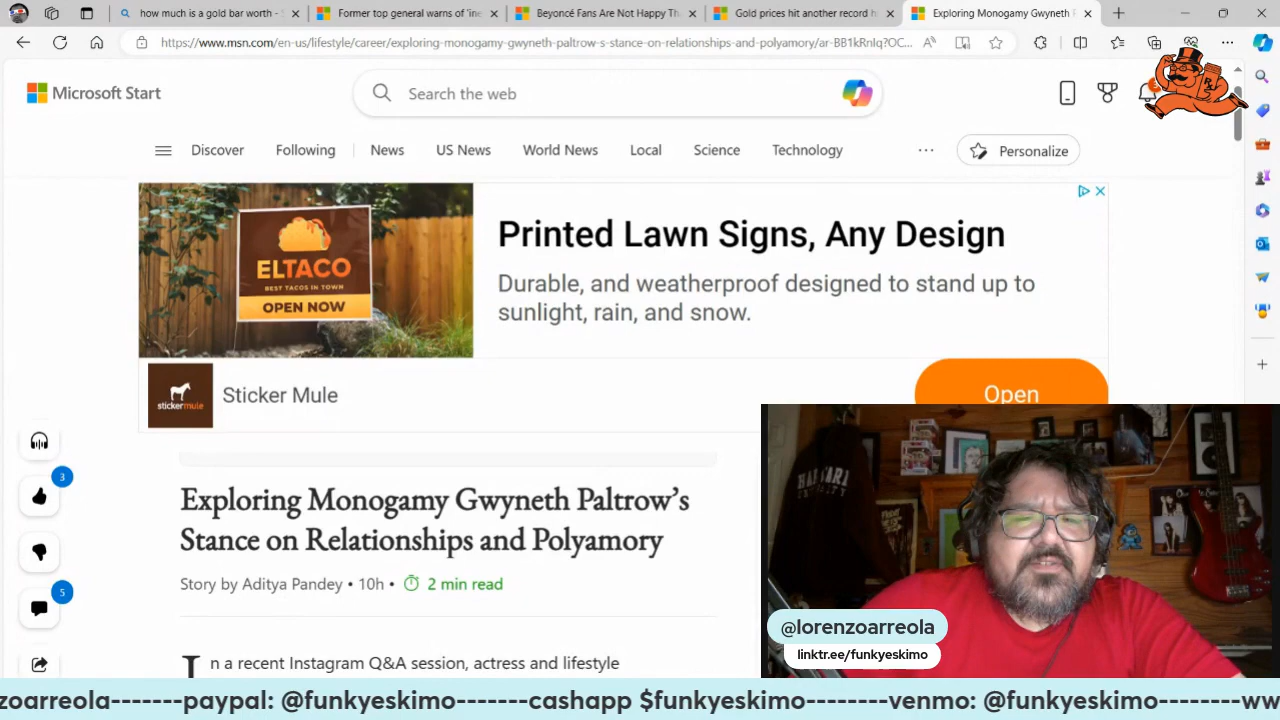 how much is a gold bar worth -
Former top general warns of 'ine
Beyoncé Fans Are Not Happy Th
Gold prices hit another record h
Exploring Monogamy Gwyneth
https://www.msn.com/en-us/lifestyle/career/exploring-monogamy-gwyneth-paltrow-s-stance-on-relationships-and-polyamory/ar-BB1kRnIq?OC...
Microsoft Start
Search the web
Discover
Following
News
US News
World News
Local
Science
Technology
Personalize
ELTACO
BEST TACOS IN TOWN
OPEN NOW
Printed Lawn Signs, Any Design
Durable, and weatherproof designed to stand up to
sunlight, rain, and snow.
stickermule
Sticker Mule
Open
3
5
Exploring Monogamy Gwyneth Paltrow's
Stance on Relationships and Polyamory
Story by Aditya Pandey • 10h • 2 min read
In a recent Instagram Q&A session, actress and lifestyle
@lorenzoarreola
linktr.ee/funkyeskimo
zoarreola-------paypal: @funkyeskimo-------cashapp $funkyeskimo--------venmo: @funkyeskimo--------ww